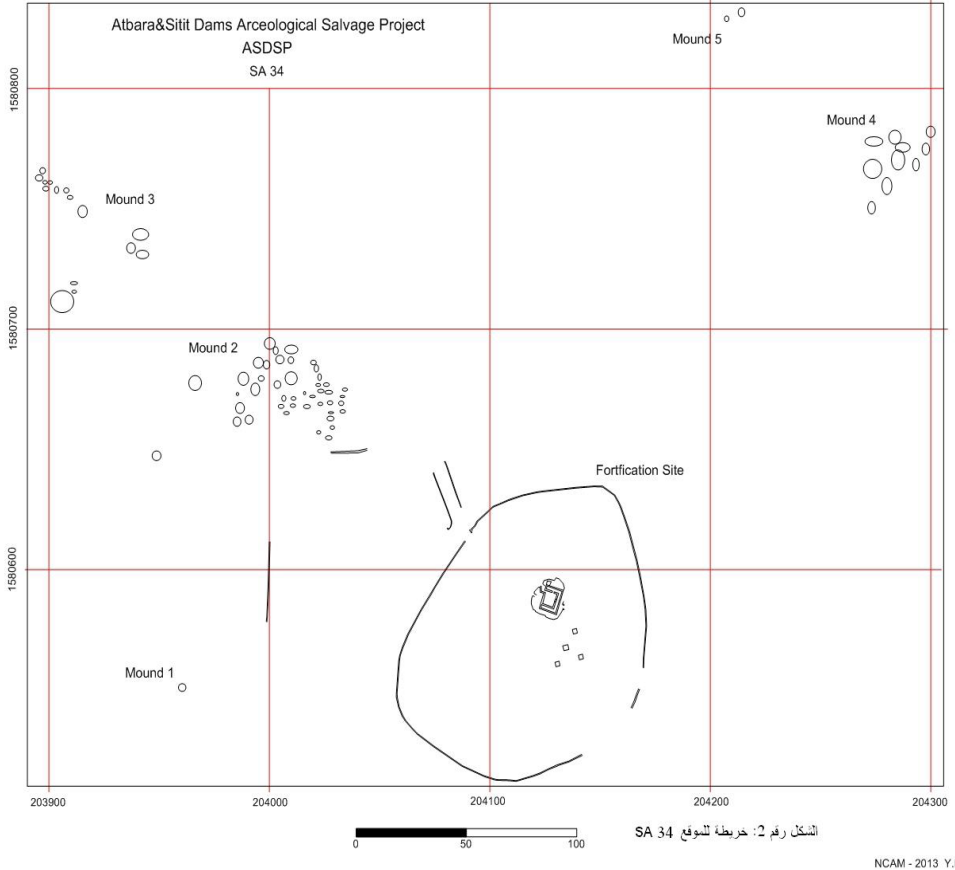 Atbara&Sitit Dams Arceological Salvage Project
ASDSP
SA 34
Mound 5
1580800
Mound 4
Mound 3
1580700
Mound 2
Fortfication Site
1580600
Mound 1
203900 204000 204100 204200 204300
0 50 100
الشكل رقم 2: خريطة للموقع SA 34
NCAM - 2013 Y.